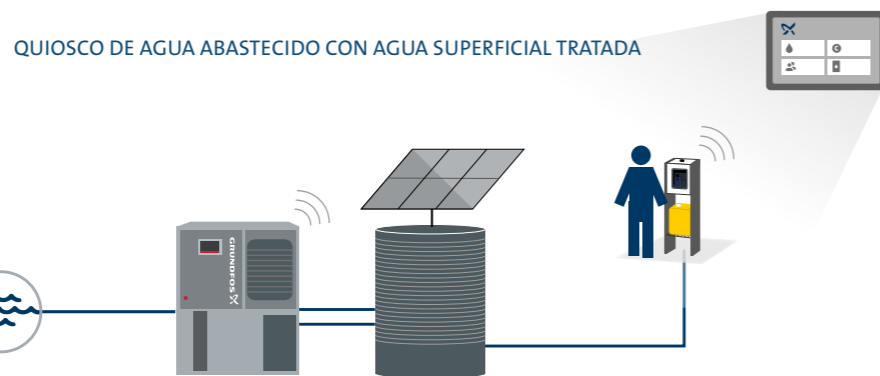 QUIOSCO DE AGUA ABASTECIDO CON AGUA SUPERFICIAL TRATADA
GRUNDFOS